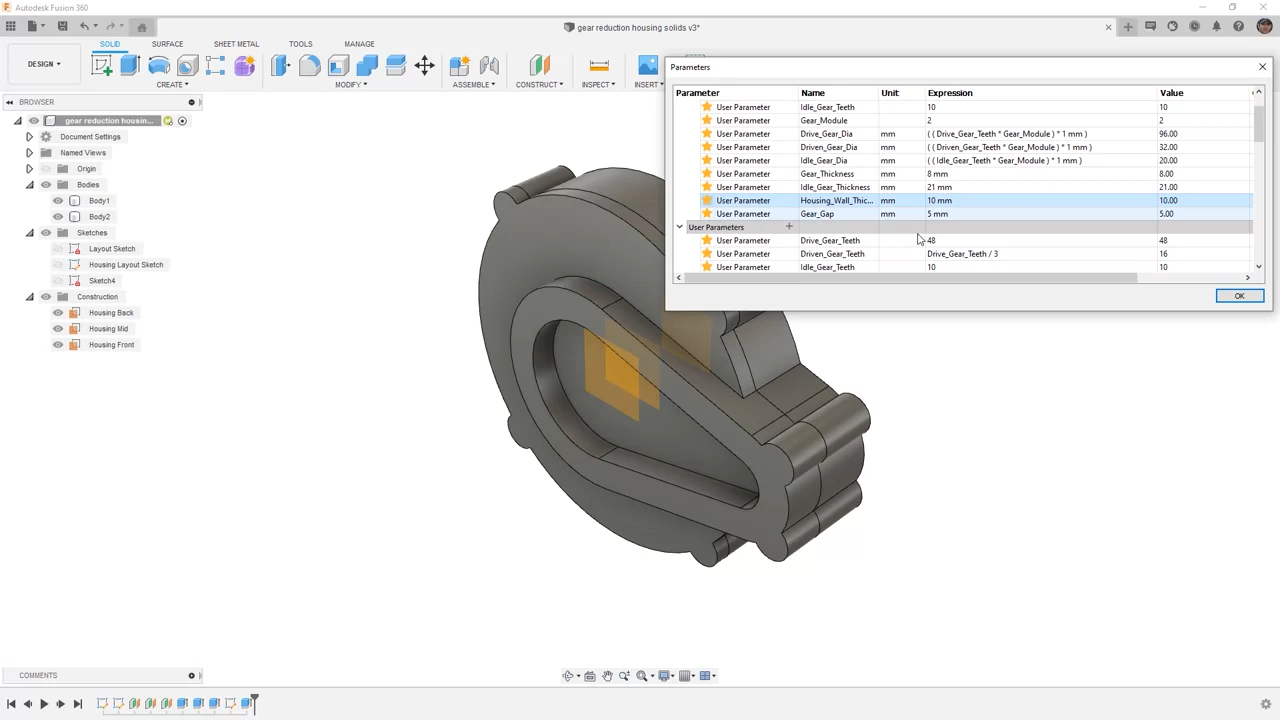 Autodesk Fusion 360
gear reduction housing solids v3*
DESIGN ▾
SOLID SURFACE SHEET METAL TOOLS MANAGE
CREATE ▾ MODIFY ▾ ASSEMBLE ▾ CONSTRUCT ▾ INSPECT ▾ INSERT ▾
BROWSER
gear reduction housin...
Document Settings
Named Views
Origin
Bodies
Body1
Body2
Sketches
Layout Sketch
Housing Layout Sketch
Sketch4
Construction
Housing Back
Housing Mid
Housing Front
Parameters
Parameter Name Unit Expression Value
User Parameter Idle_Gear_Teeth 10 10
User Parameter Gear_Module 2 2
User Parameter Drive_Gear_Dia mm ( ( Drive_Gear_Teeth * Gear_Module ) * 1 mm ) 96.00
User Parameter Driven_Gear_Dia mm ( ( Driven_Gear_Teeth * Gear_Module ) * 1 mm ) 32.00
User Parameter Idle_Gear_Dia mm ( ( Idle_Gear_Teeth * Gear_Module ) * 1 mm ) 20.00
User Parameter Gear_Thickness mm 8 mm 8.00
User Parameter Idle_Gear_Thickness mm 21 mm 21.00
User Parameter Housing_Wall_Thic... mm 10 mm 10.00
User Parameter Gear_Gap mm 5 mm 5.00
User Parameters +
User Parameter Drive_Gear_Teeth 48 48
User Parameter Driven_Gear_Teeth Drive_Gear_Teeth / 3 16
User Parameter Idle_Gear_Teeth 10 10
OK
COMMENTS